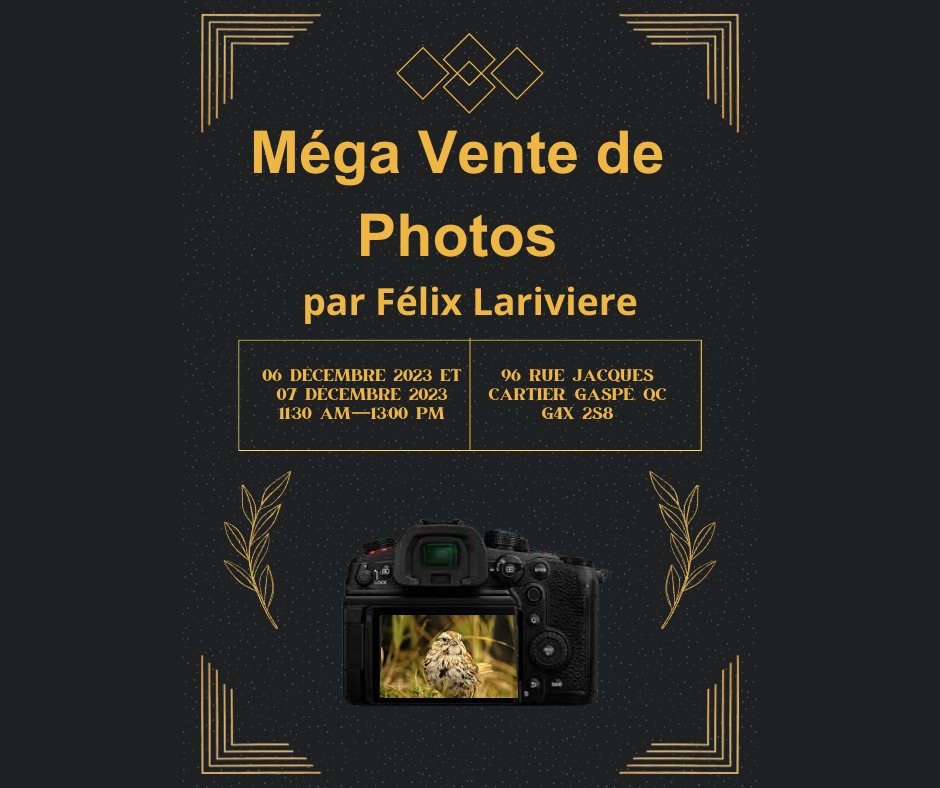 Méga Vente de
Photos
par Félix Lariviere
06 DÉCEMBRE 2023 ET
07 DÉCEMBRE 2023
11:30 AM—13:00 PM
96 RUE JACQUES
CARTIER, GASPÉ, QC
G4X 2S8
LOCK